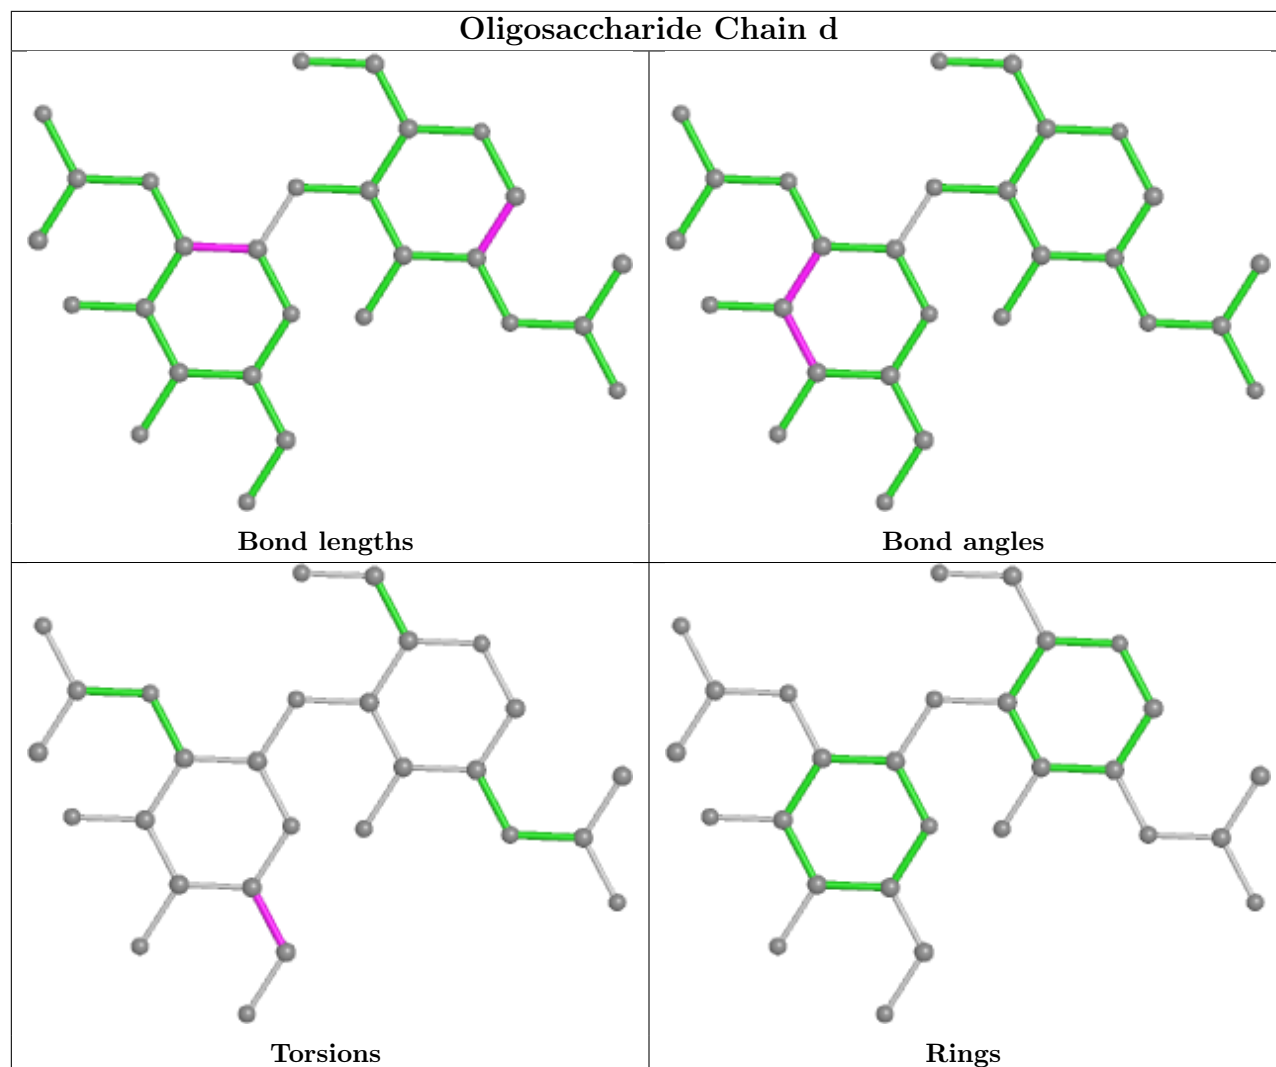 Oligosaccharide Chain d
Bond lengths
Bond angles
Torsions
Rings